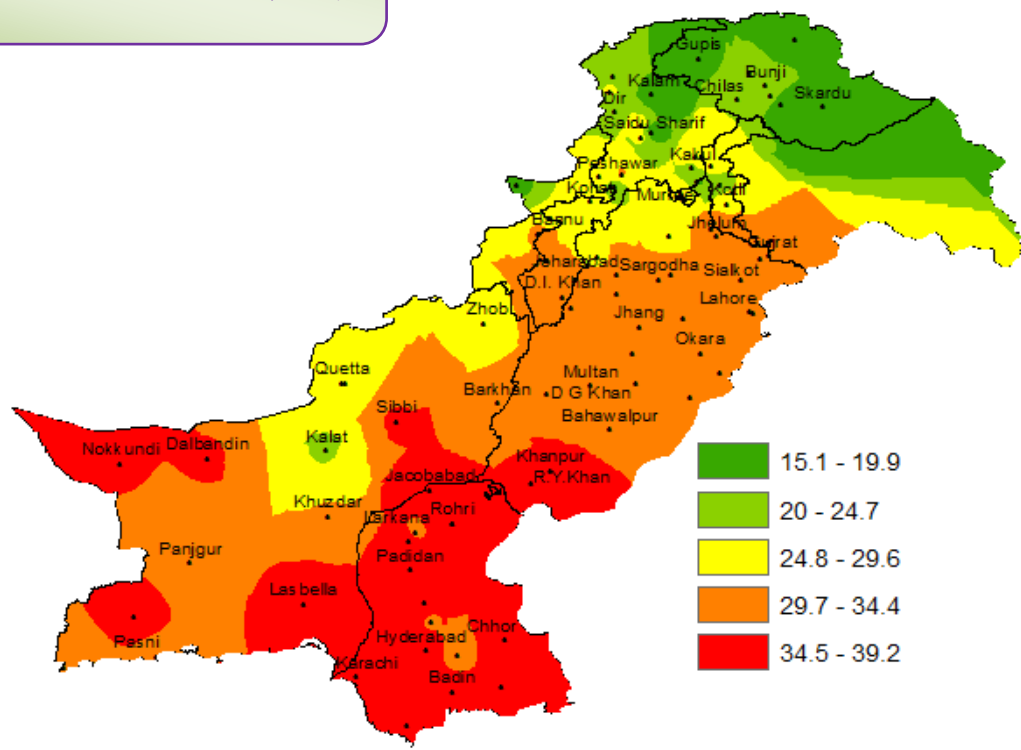 Gupis
Bunji
Kalam
Chilas
Skardu
Dir
Saidu Sharif
Kakul
Peshawar
Kohat
Kotli
Murree
Bannu
Jhelum
Gujrat
Sargodha
Sialkot
D.I. Khan
Lahore
Zhob
Jhang
Okara
Quetta
Multan
Barkhan
D G Khan
Sibbi
Bahawalpur
Kalat
Nokkundi
Dalbandin
Khanpur
Jacobabad
R.Y.Khan
Khuzdar
Rohri
Larkana
Panjgur
Padidan
Lasbella
Pasni
Hyderabad
Chhor
Karachi
Badin
15.1 - 19.9
20 - 24.7
24.8 - 29.6
29.7 - 34.4
34.5 - 39.2